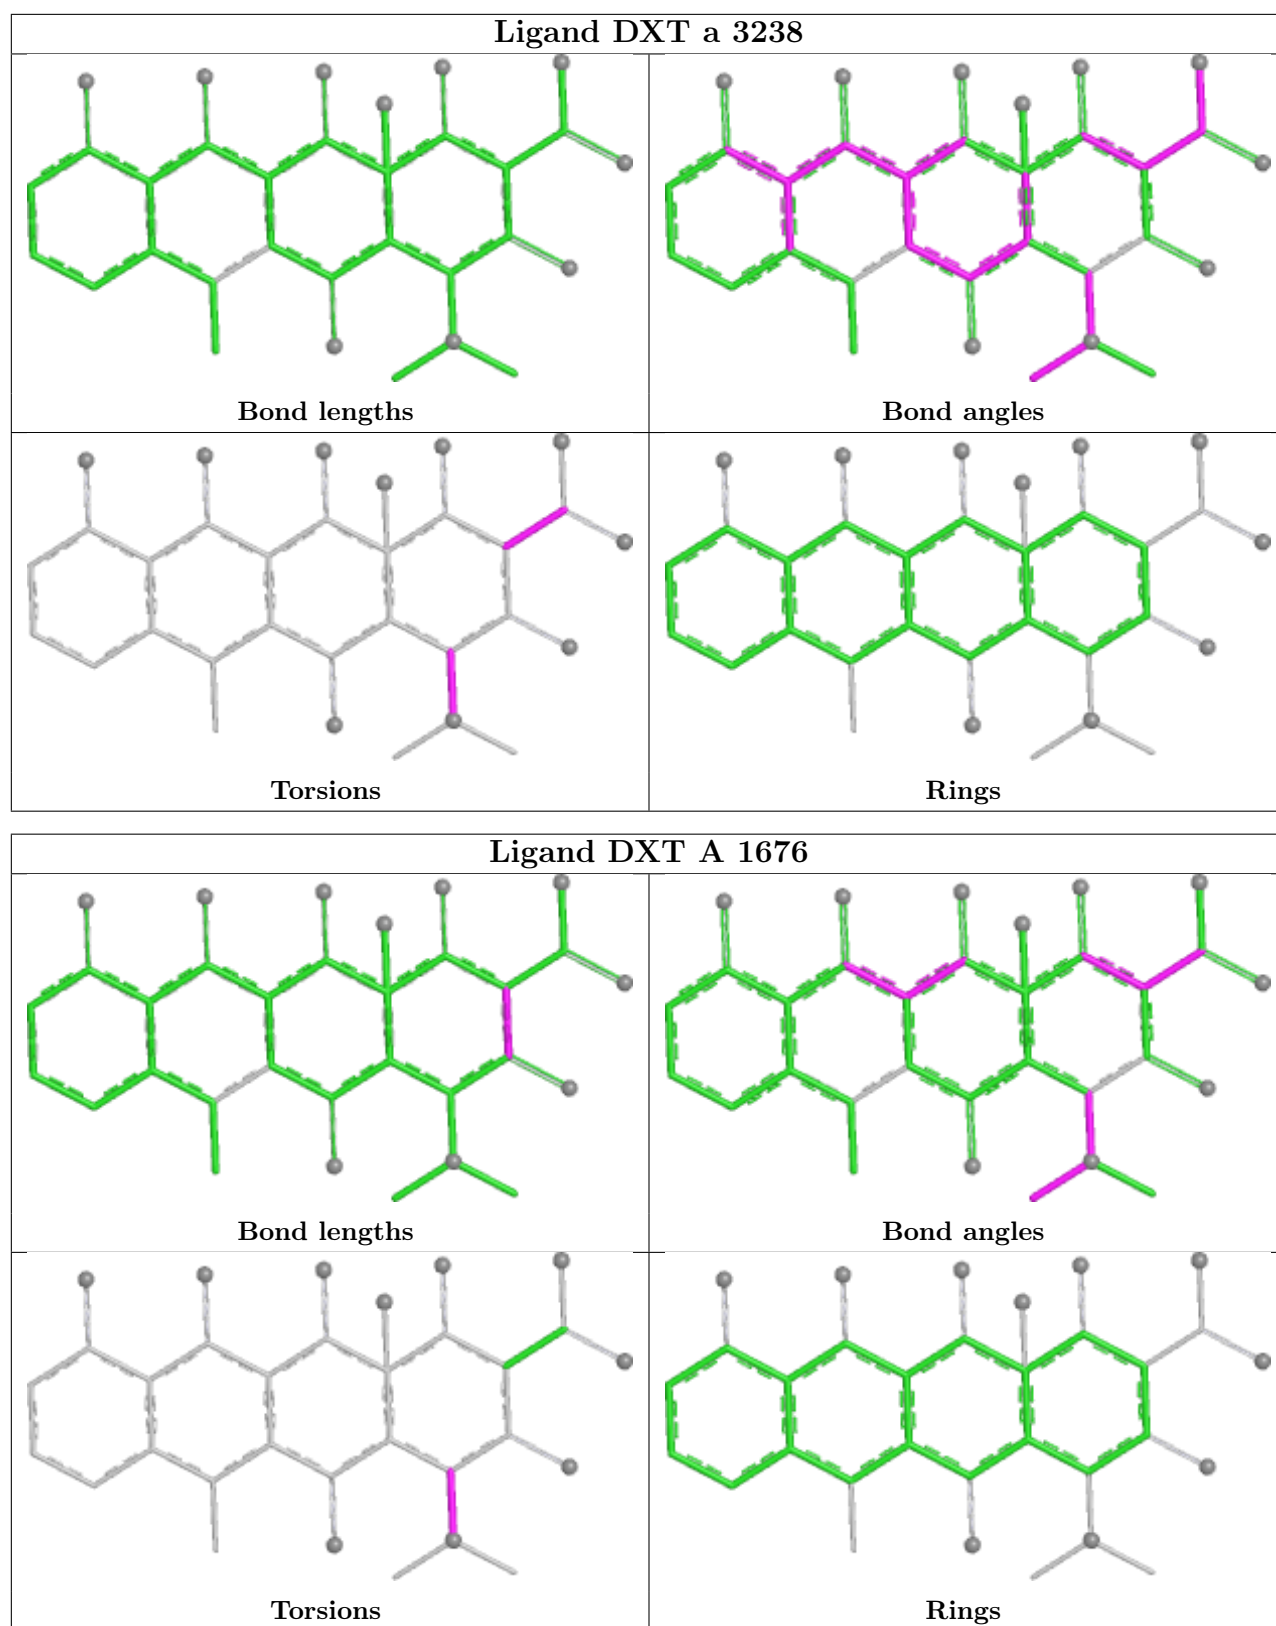 Ligand DXT a 3238
Bond lengths
Bond angles
Torsions
Rings
Ligand DXT A 1676
Bond lengths
Bond angles
Torsions
Rings